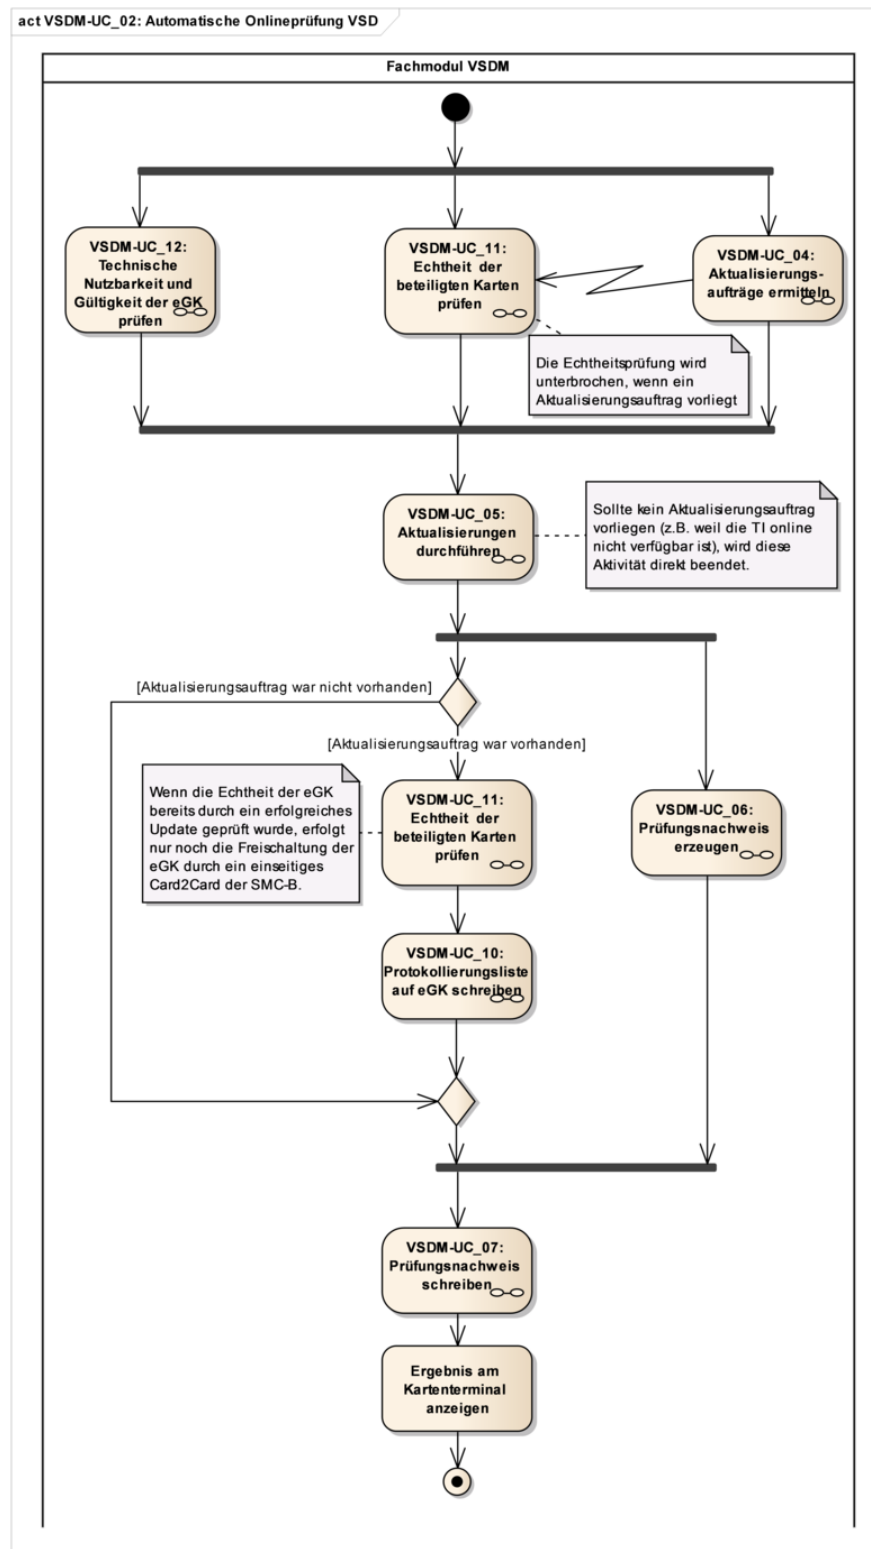 act VSDM-UC_02: Automatische Onlineprüfung VSD
Fachmodul VSDM
VSDM-UC_12:
Technische
Nutzbarkeit und
Gültigkeit der eGK
prüfen
VSDM-UC_11:
Echtheit der
beteiligten Karten
prüfen
VSDM-UC_04:
Aktualisierungs-
aufträge ermitteln
Die Echtheitsprüfung wird
unterbrochen, wenn ein
Aktualisierungsauftrag vorliegt
VSDM-UC_05:
Aktualisierungen
durchführen
Sollte kein Aktualisierungsauftrag
vorliegen (z.B. weil die TI online
nicht verfügbar ist), wird diese
Aktivität direkt beendet.
[Aktualisierungsauftrag war nicht vorhanden]
[Aktualisierungsauftrag war vorhanden]
Wenn die Echtheit der eGK
bereits durch ein erfolgreiches
Update geprüft wurde, erfolgt
nur noch die Freischaltung der
eGK durch ein einseitiges
Card2Card der SMC-B.
VSDM-UC_11:
Echtheit der
beteiligten Karten
prüfen
VSDM-UC_06:
Prüfungsnachweis
erzeugen
VSDM-UC_10:
Protokollierungsliste
auf eGK schreiben
VSDM-UC_07:
Prüfungsnachweis
schreiben
Ergebnis am
Kartenterminal
anzeigen